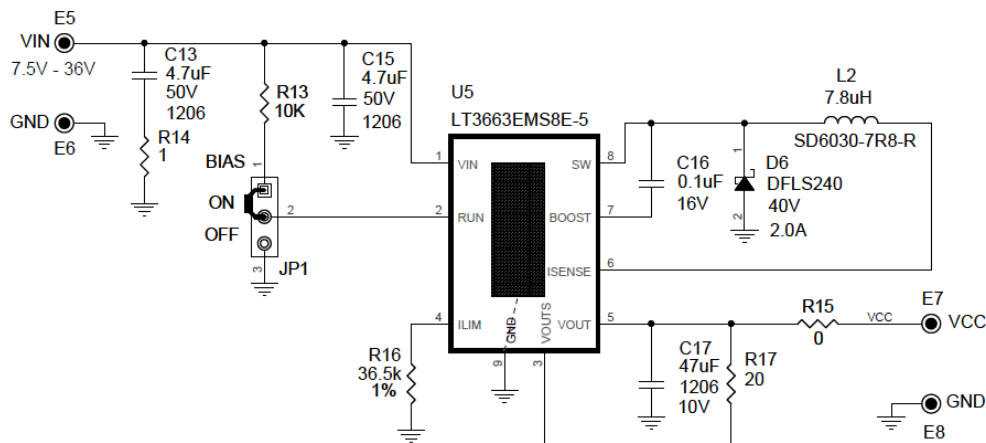 E5
VIN
7.5V - 36V
GND
E6
C13
4.7uF
50V
1206
R14
1
R13
10K
C15
4.7uF
50V
1206
BIAS
1
ON
OFF
2
3
JP1
U5
LT3663EMS8E-5
1
VIN
2
RUN
4
ILIM
R16
36.5k
1%
9
GND
3
VOUTS
SW
8
BOOST
7
ISENSE
6
VOUT
5
C16
0.1uF
16V
1
2
D6
DFLS240
40V
2.0A
L2
7.8uH
SD6030-7R8-R
C17
47uF
1206
10V
R17
20
R15
0
VCC
E7
VCC
GND
E8